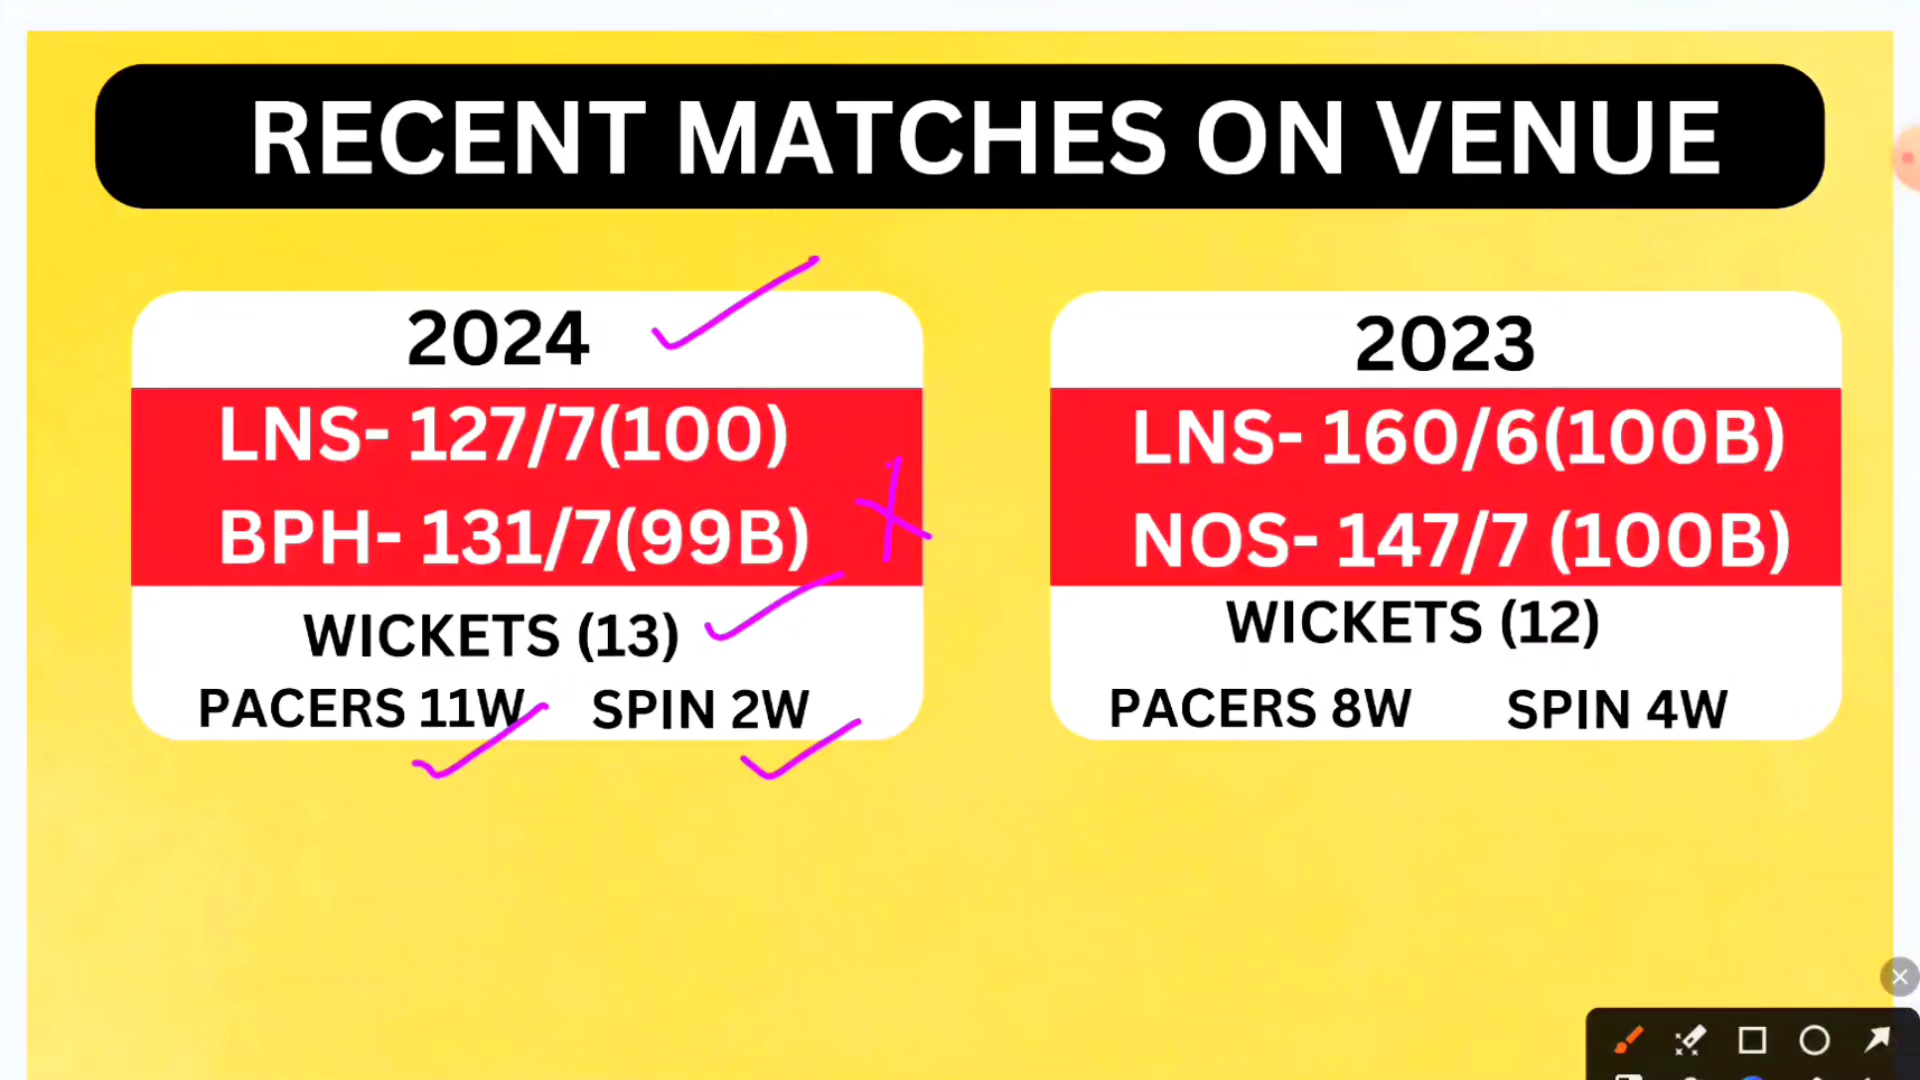 RECENT MATCHES ON VENUE
2024
LNS- 127/7(100)
BPH- 131/7(99B)
WICKETS (13)
PACERS 11W SPIN 2W
2023
LNS- 160/6(100B)
NOS- 147/7 (100B)
WICKETS (12)
PACERS 8W SPIN 4W